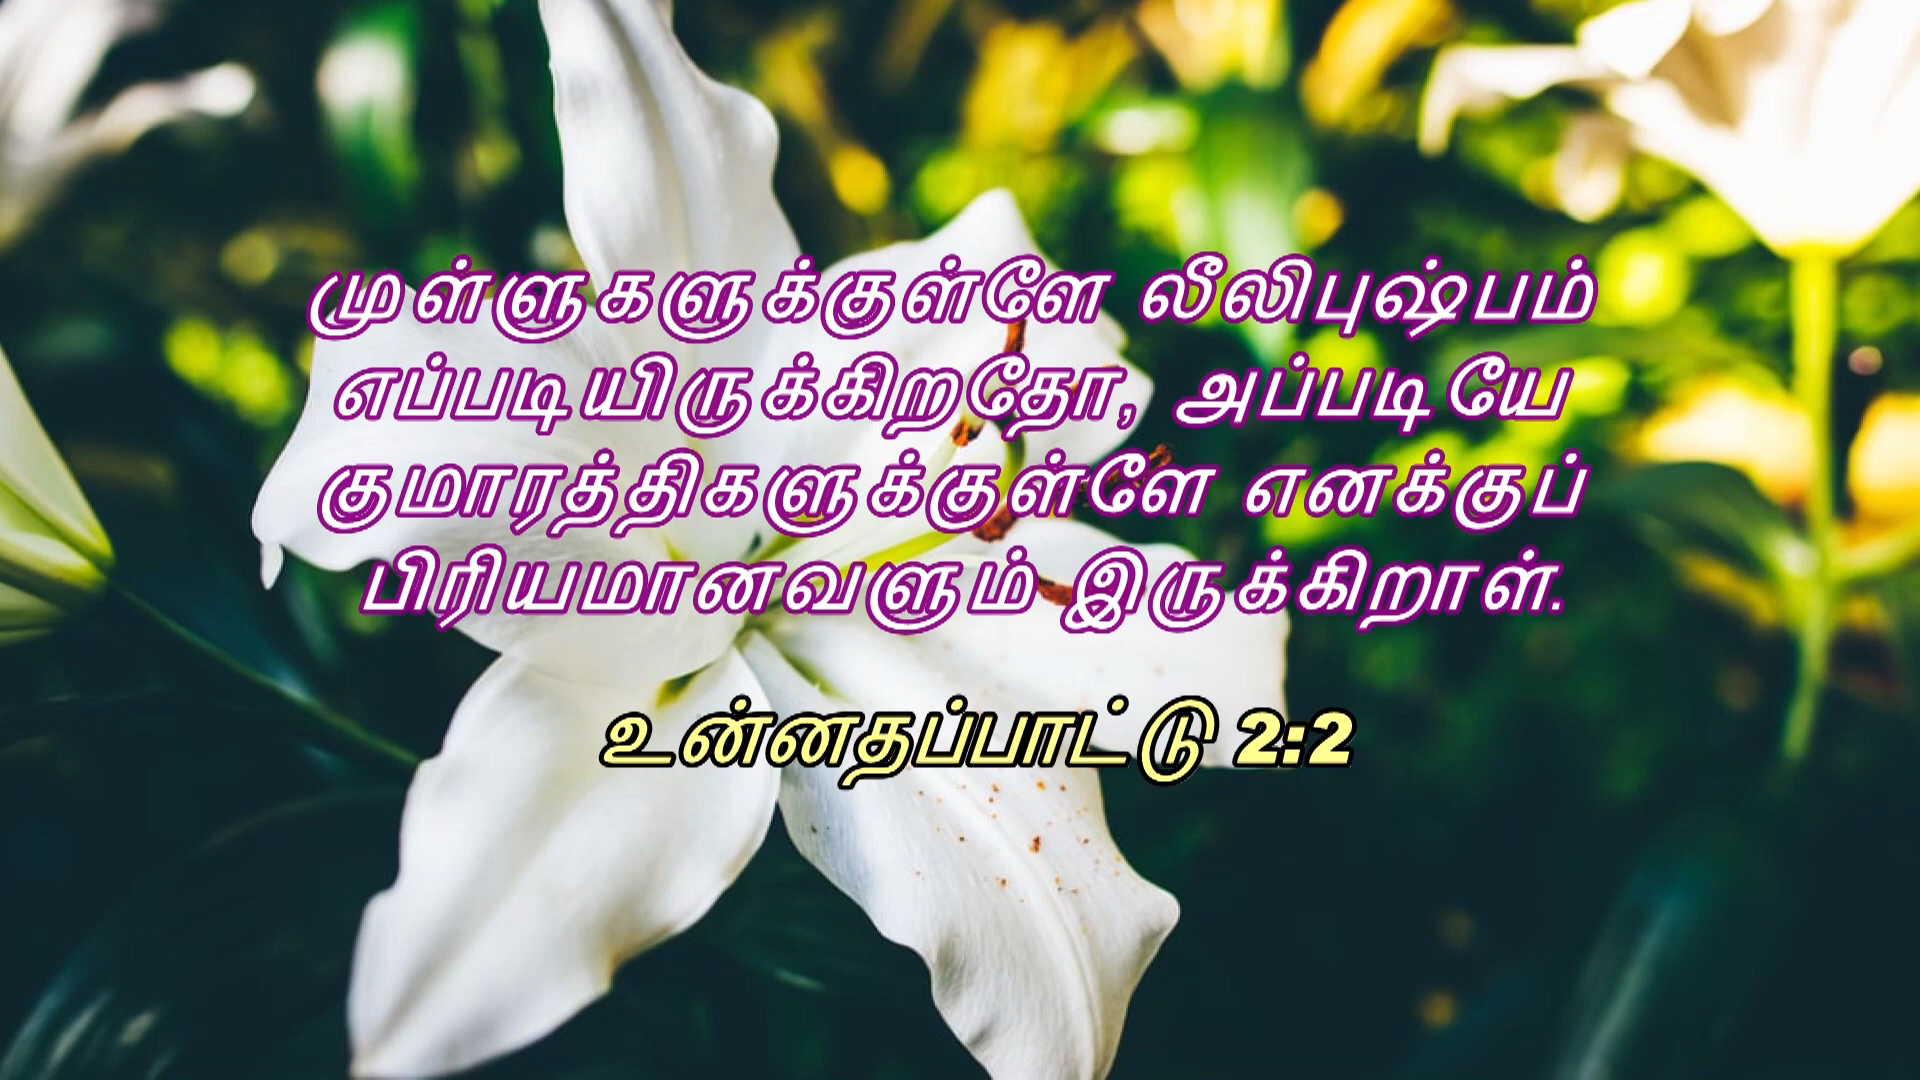 முள்ளுகளுக்குள்ளே லீலிபுஷ்பம்
எப்படியிருக்கிறதோ, அப்படியே
குமாரத்திகளுக்குள்ளே எனக்குப்
பிரியமானவளும் இருக்கிறாள்.
உன்னதப்பாட்டு 2:2